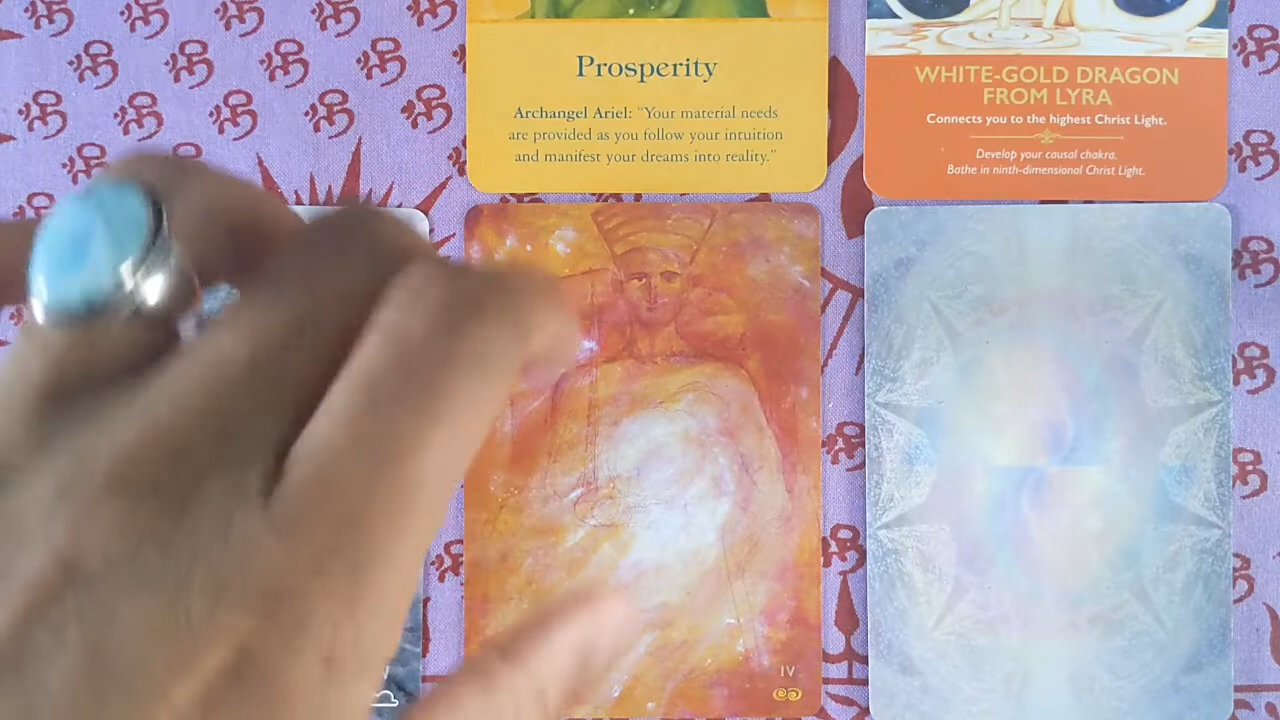 Prosperity
Archangel Ariel: “Your material needs
are provided as you follow your intuition
and manifest your dreams into reality.”
WHITE-GOLD DRAGON
FROM LYRA
Connects you to the highest Christ Light.
Develop your causal chakra.
Bathe in ninth-dimensional Christ Light.
IV